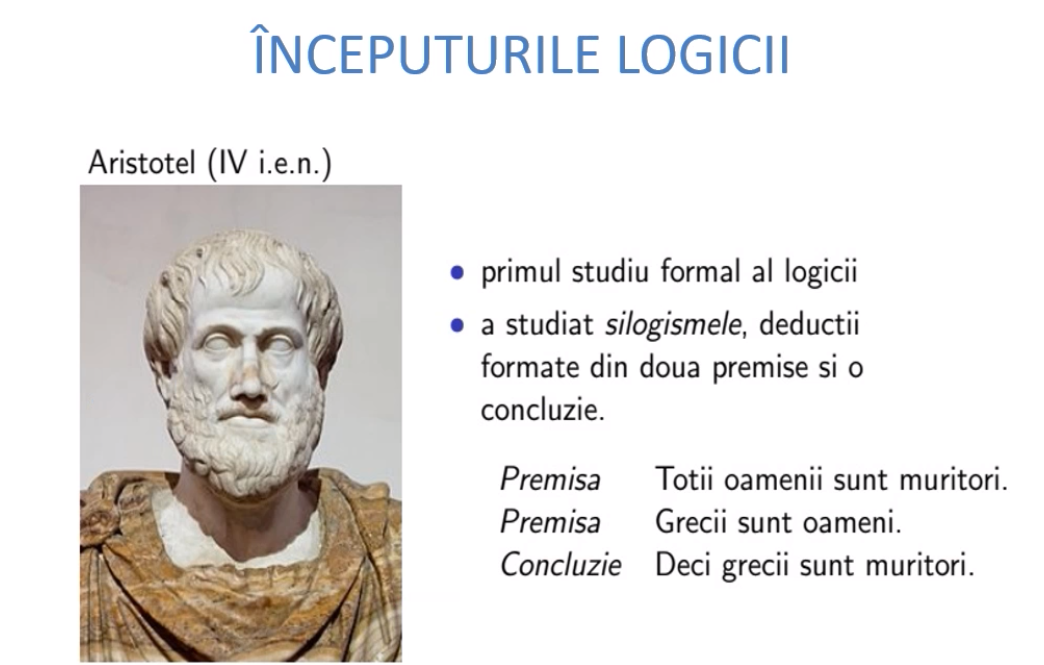 ÎNCEPUTURILE LOGICII
Aristotel (IV i.e.n.)
• primul studiu formal al logicii
• a studiat silogismele, deductii
formate din doua premise si o
concluzie.
Premisa Totii oamenii sunt muritori.
Premisa Grecii sunt oameni.
Concluzie Deci grecii sunt muritori.